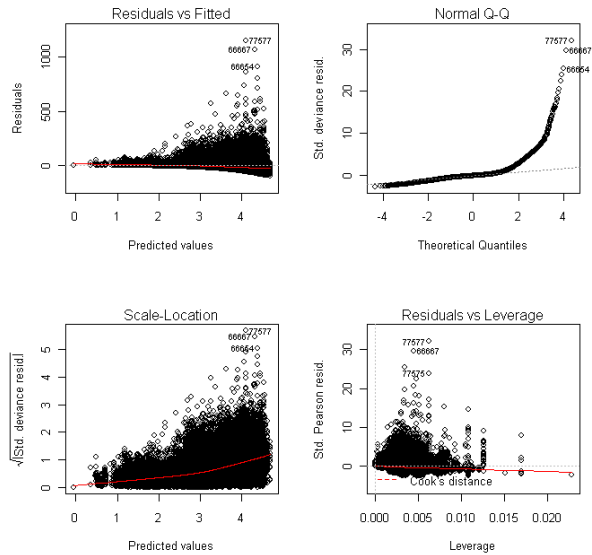 Residuals vs Fitted
Residuals
1000
500
0
77577
66667
66654
0 1 2 3 4
Predicted values
Normal Q-Q
Std. deviance resid.
30
20
10
0
77577
66667
66654
-4 -2 0 2 4
Theoretical Quantiles
Scale-Location
√|Std. deviance resid.|
5
4
3
2
1
0
77577
66667
66654
0 1 2 3 4
Predicted values
Residuals vs Leverage
Std. Pearson resid.
30
20
10
0
77577
66667
77575
Cook's distance
0.000 0.005 0.010 0.015 0.020
Leverage